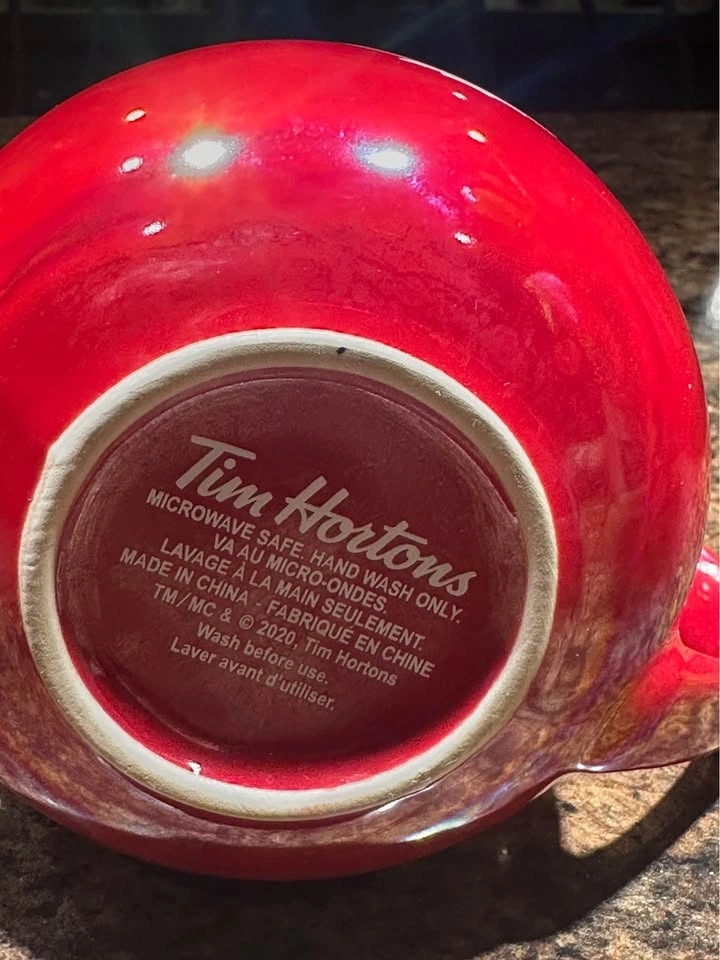 Tim Hortons
MICROWAVE SAFE. HAND WASH ONLY.
VA AU MICRO-ONDES.
LAVAGE À LA MAIN SEULEMENT.
MADE IN CHINA - FABRIQUÉ EN CHINE
TM/MC & © 2020, Tim Hortons
Wash before use.
Laver avant d'utiliser.